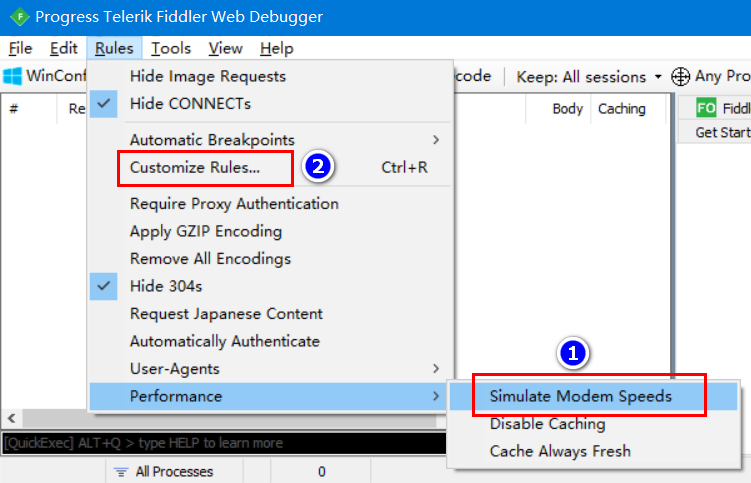 Progress Telerik Fiddler Web Debugger
File Edit Rules Tools View Help
WinConf
code Keep: All sessions Any Pro
# Re Body Caching
FO Fiddl
Get Start
Hide Image Requests
Hide CONNECTs
Automatic Breakpoints
Customize Rules... Ctrl+R
2
Require Proxy Authentication
Apply GZIP Encoding
Remove All Encodings
Hide 304s
Request Japanese Content
Automatically Authenticate
User-Agents
Performance
1
Simulate Modem Speeds
Disable Caching
Cache Always Fresh
[QuickExec] ALT+Q > type HELP to learn more
All Processes 0